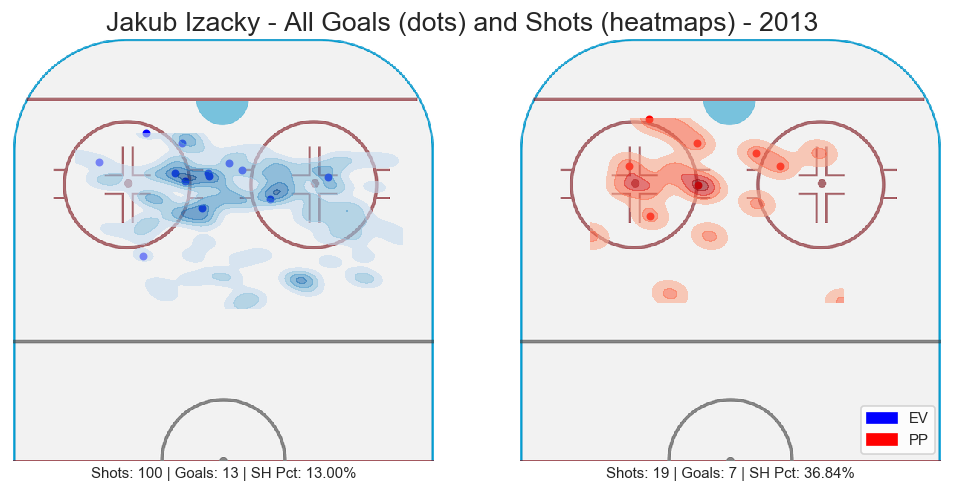 Jakub Izacky - All Goals (dots) and Shots (heatmaps) - 2013
EV
PP
Shots: 100 | Goals: 13 | SH Pct: 13.00%
Shots: 19 | Goals: 7 | SH Pct: 36.84%